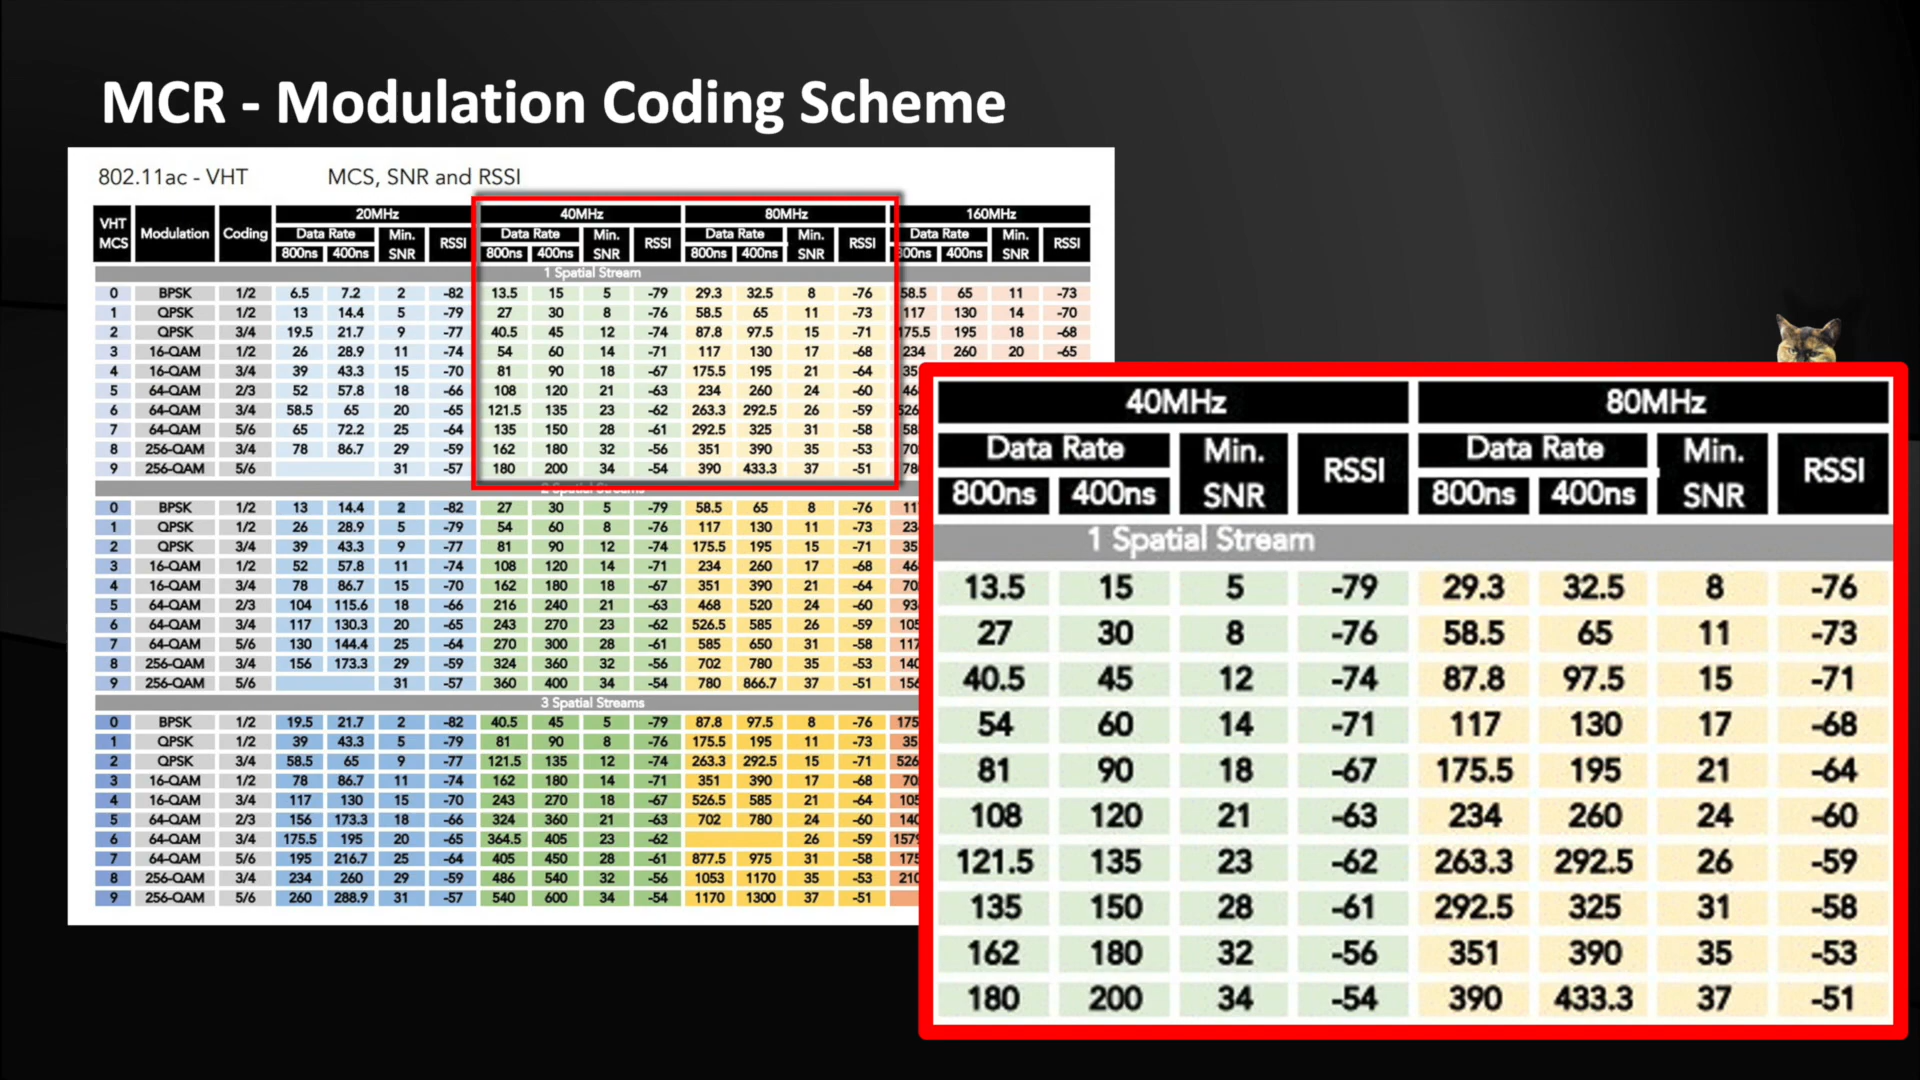 MCR - Modulation Coding Scheme
802.11ac - VHT MCS, SNR and RSSI
20MHz 40MHz 80MHz 160MHz
VHT MCS Modulation Coding Data Rate Min. SNR RSSI Data Rate Min. SNR RSSI Data Rate Min. SNR RSSI Data Rate Min. SNR RSSI
800ns 400ns 800ns 400ns 800ns 400ns 400ns
1 Spatial Stream
0 BPSK 1/2 6.5 7.2 2 -82 13.5 15 5 -79 29.3 32.5 8 -76 58.5 65 11 -73
1 QPSK 1/2 13 14.4 5 -79 27 30 8 -76 58.5 65 11 -73 117 130 14 -70
2 QPSK 3/4 19.5 21.7 9 -77 40.5 45 12 -74 87.8 97.5 15 -71 175.5 195 18 -68
3 16-QAM 1/2 26 28.9 11 -74 54 60 14 -71 117 130 17 -68 234 260 20 -65
4 16-QAM 3/4 39 43.3 15 -70 81 90 18 -67 175.5 195 21 -64
5 64-QAM 2/3 52 57.8 18 -66 108 120 21 -63 234 260 24 -60
6 64-QAM 3/4 58.5 65 20 -65 121.5 135 23 -62 263.3 292.5 26 -59
7 64-QAM 5/6 65 72.2 25 -64 135 150 28 -61 292.5 325 31 -58
8 256-QAM 3/4 78 86.7 29 -59 162 180 32 -56 351 390 35 -53
9 256-QAM 5/6 31 -57 180 200 34 -54 390 433.3 37 -51
2 Spatial Streams
0 BPSK 1/2 13 14.4 2 -82 27 30 5 -79 58.5 65 8 -76
1 QPSK 1/2 26 28.9 5 -79 54 60 8 -76 117 130 11 -73
2 QPSK 3/4 39 43.3 9 -77 81 90 12 -74 175.5 195 15 -71
3 16-QAM 1/2 52 57.8 11 -74 108 120 14 -71 234 260 17 -68
4 16-QAM 3/4 78 86.7 15 -70 162 180 18 -67 351 390 21 -64
5 64-QAM 2/3 104 115.6 18 -66 216 240 21 -63 468 520 24 -60
6 64-QAM 3/4 117 130.3 20 -65 243 270 23 -62 526.5 585 26 -59
7 64-QAM 5/6 130 144.4 25 -64 270 300 28 -61 585 650 31 -58
8 256-QAM 3/4 156 173.3 29 -59 324 360 32 -56 702 780 35 -53
9 256-QAM 5/6 31 -57 360 400 34 -54 780 866.7 37 -51
3 Spatial Streams
0 BPSK 1/2 19.5 21.7 2 -82 40.5 45 5 -79 87.8 97.5 8 -76
1 QPSK 1/2 39 43.3 5 -79 81 90 8 -76 175.5 195 11 -73
2 QPSK 3/4 58.5 65 9 -77 121.5 135 12 -74 263.3 292.5 15 -71
3 16-QAM 1/2 78 86.7 11 -74 162 180 14 -71 351 390 17 -68
4 16-QAM 3/4 117 130 15 -70 243 270 18 -67 526.5 585 21 -64
5 64-QAM 2/3 156 173.3 18 -66 324 360 21 -63 702 780 24 -60
6 64-QAM 3/4 175.5 195 20 -65 364.5 405 23 -62 26 -59
7 64-QAM 5/6 195 216.7 25 -64 405 450 28 -61 877.5 975 31 -58
8 256-QAM 3/4 234 260 29 -59 486 540 32 -56 1053 1170 35 -53
9 256-QAM 5/6 260 288.9 31 -57 540 600 34 -54 1170 1300 37 -51
40MHz 80MHz
Data Rate Min. SNR RSSI Data Rate Min. SNR RSSI
800ns 400ns 800ns 400ns
1 Spatial Stream
13.5 15 5 -79 29.3 32.5 8 -76
27 30 8 -76 58.5 65 11 -73
40.5 45 12 -74 87.8 97.5 15 -71
54 60 14 -71 117 130 17 -68
81 90 18 -67 175.5 195 21 -64
108 120 21 -63 234 260 24 -60
121.5 135 23 -62 263.3 292.5 26 -59
135 150 28 -61 292.5 325 31 -58
162 180 32 -56 351 390 35 -53
180 200 34 -54 390 433.3 37 -51